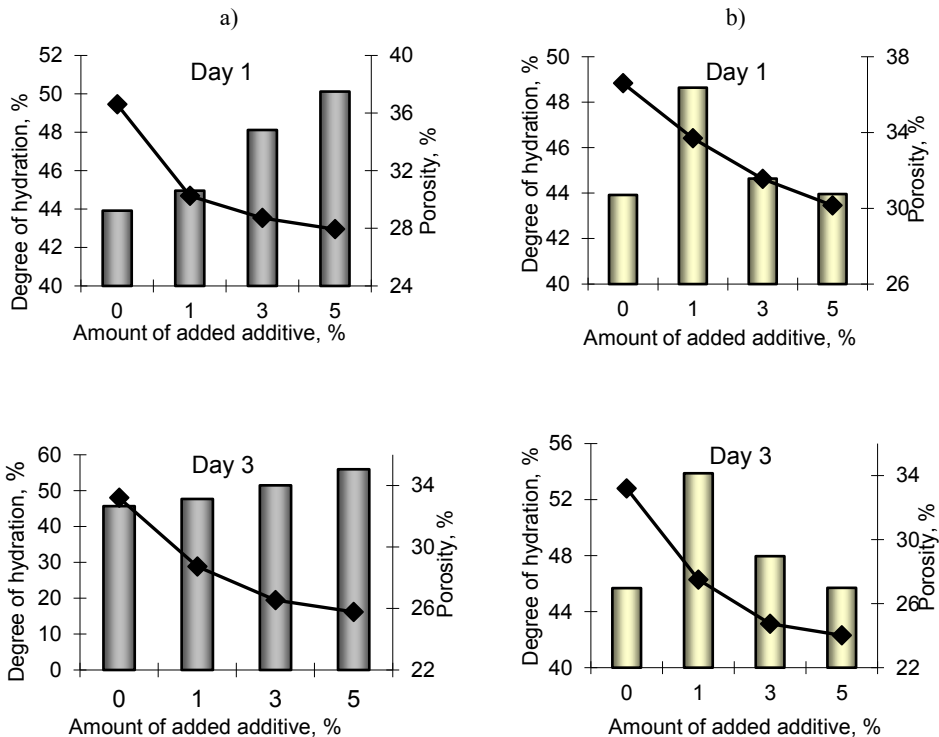 a)
Day 1
Degree of hydration, %
52
50
48
46
44
42
40
40
36
32
28
24
Porosity, %
0 1 3 5
Amount of added additive, %
b)
Day 1
Degree of hydration, %
50
48
46
44
42
40
38
34
30
26
Porosity, %
0 1 3 5
Amount of added additive, %
Day 3
Degree of hydration, %
60
50
40
30
20
10
0
34
30
26
22
Porosity, %
0 1 3 5
Amount of added additive, %
Day 3
Degree of hydration, %
56
52
48
44
40
34
30
26
22
Porosity, %
0 1 3 5
Amount of added additive, %